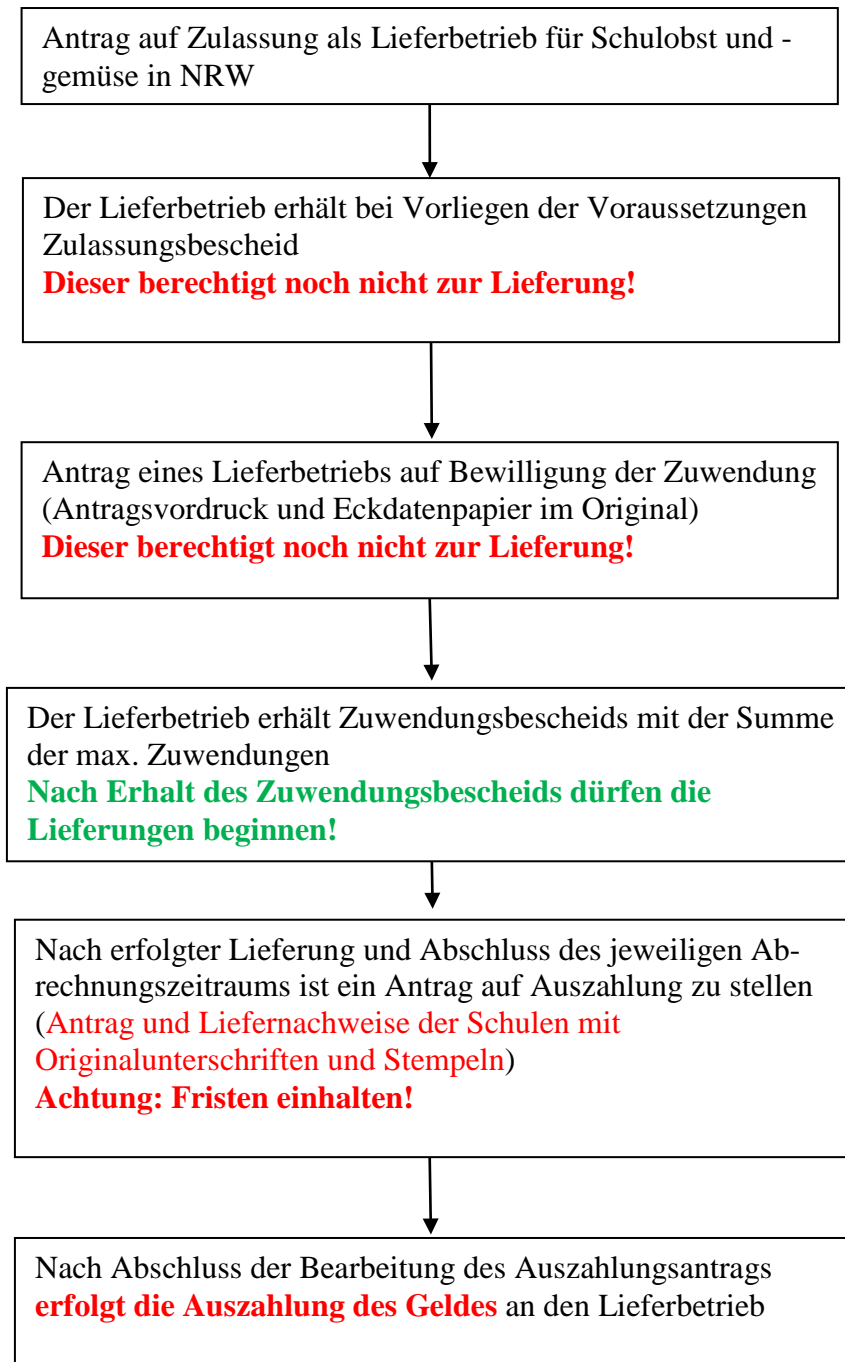 Antrag auf Zulassung als Lieferbetrieb für Schulobst und -
gemüse in NRW
Der Lieferbetrieb erhält bei Vorliegen der Voraussetzungen
Zulassungsbescheid
Dieser berechtigt noch nicht zur Lieferung!
Antrag eines Lieferbetriebs auf Bewilligung der Zuwendung
(Antragsvordruck und Eckdatenpapier im Original)
Dieser berechtigt noch nicht zur Lieferung!
Der Lieferbetrieb erhält Zuwendungsbescheids mit der Summe
der max. Zuwendungen
Nach Erhalt des Zuwendungsbescheids dürfen die
Lieferungen beginnen!
Nach erfolgter Lieferung und Abschluss des jeweiligen Ab-
rechnungszeitraums ist ein Antrag auf Auszahlung zu stellen
(Antrag und Liefernachweise der Schulen mit
Originalunterschriften und Stempeln)
Achtung: Fristen einhalten!
Nach Abschluss der Bearbeitung des Auszahlungsantrags
erfolgt die Auszahlung des Geldes an den Lieferbetrieb